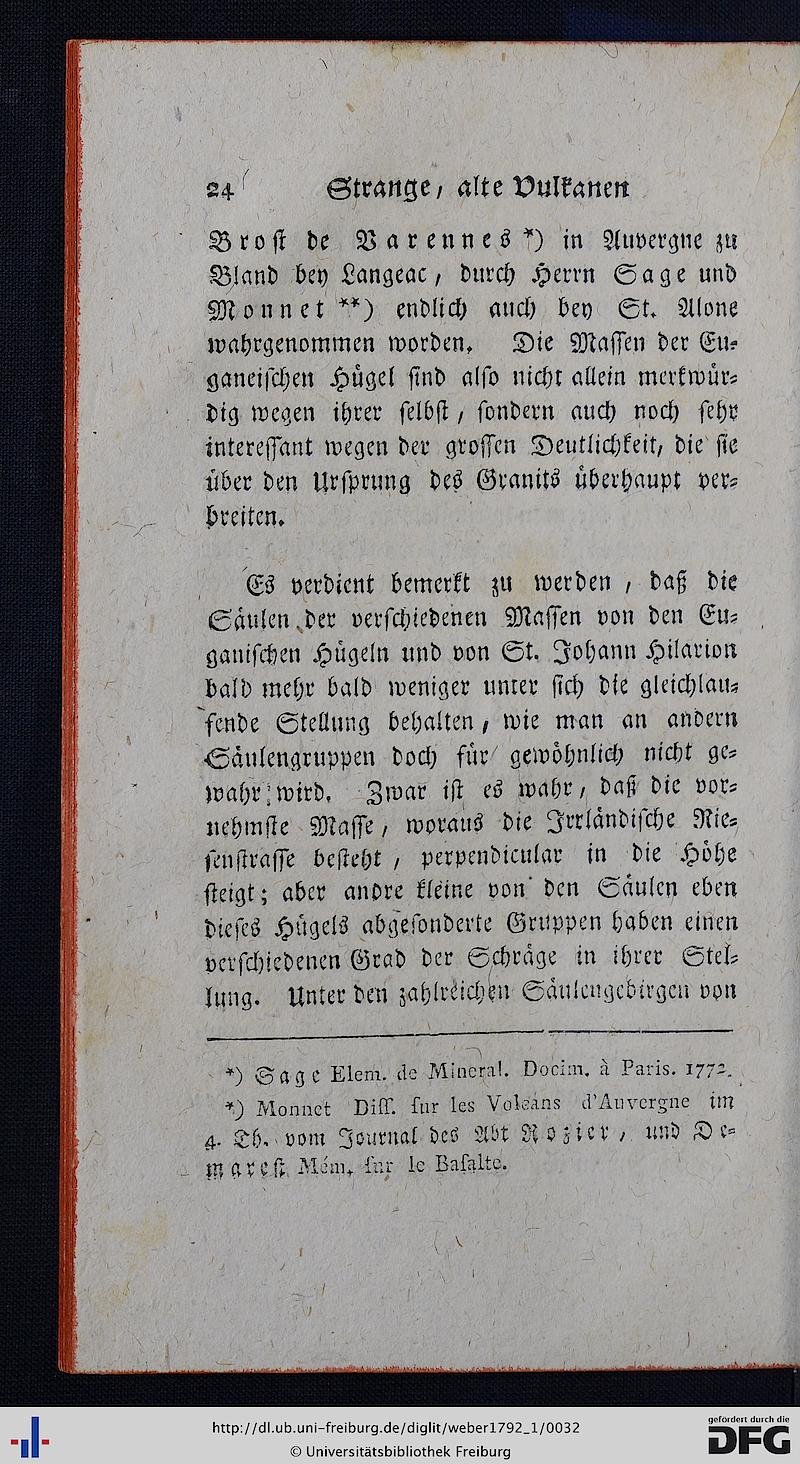 24 Strange, alte Vulkanen
Brost de Varennes *) in Auvergne zu
Bland bey Langeac, durch Herrn Sage und
Monnet **) endlich auch bey St. Alone
wahrgenommen worden. Die Massen der Eu-
ganeischen Hügel sind also nicht allein merkwür-
dig wegen ihrer selbst, sondern auch noch sehr
interessant wegen der grossen Deutlichkeit, die sie
über den Ursprung des Granits überhaupt ver-
breiten.
Es verdient bemerkt zu werden, daß die
Säulen der verschiedenen Massen von den Eu-
ganischen Hügeln und von St. Johann Hilarion
bald mehr bald weniger unter sich die gleichlau-
fende Stellung behalten, wie man an andern
Säulengruppen doch für gewöhnlich nicht ge-
wahr wird. Zwar ist es wahr, daß die vor-
nehmste Masse, woraus die Irrländische Rie-
senstrasse besteht, perpendicular in die Höhe
steigt; aber andre kleine von den Säulen eben
dieses Hügels abgesonderte Gruppen haben einen
verschiedenen Grad der Schräge in ihrer Stel-
lung. Unter den zahlreichen Säulengebirgen von
*) Sage Elem. de Mineral. Docim. à Paris. 1772.
*) Monnet Diss. sur les Volcans d'Auvergne im
4. Th. vom Journal des Abt Rozier, und De-
marest Mém. sur le Basalte.
http://dl.ub.uni-freiburg.de/diglit/weber1792_1/0032
© Universitätsbibliothek Freiburg
gefördert durch die
DFG